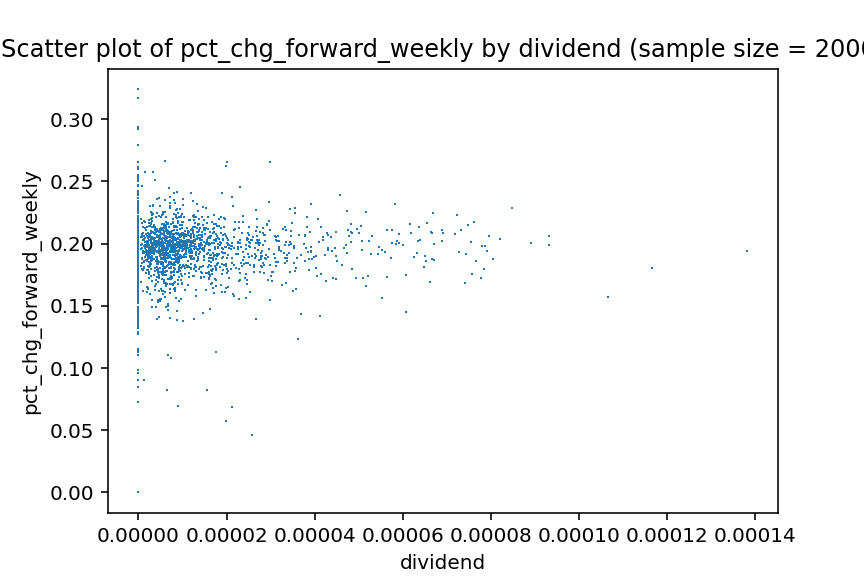 Scatter plot of pct_chg_forward_weekly by dividend (sample size = 200
pct_chg_forward_weekly
0.30
0.25
0.20
0.15
0.10
0.05
0.00
0.00000 0.00002 0.00004 0.00006 0.00008 0.00010 0.00012 0.00014
dividend